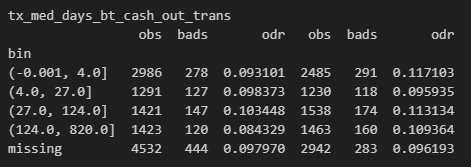 tx_med_days_bt_cash_out_trans
obs bads odr obs bads odr
bin
(-0.001, 4.0] 2986 278 0.093101 2485 291 0.117103
(4.0, 27.0] 1291 127 0.098373 1230 118 0.095935
(27.0, 124.0] 1421 147 0.103448 1538 174 0.113134
(124.0, 820.0] 1423 120 0.084329 1463 160 0.109364
missing 4532 444 0.097970 2942 283 0.096193